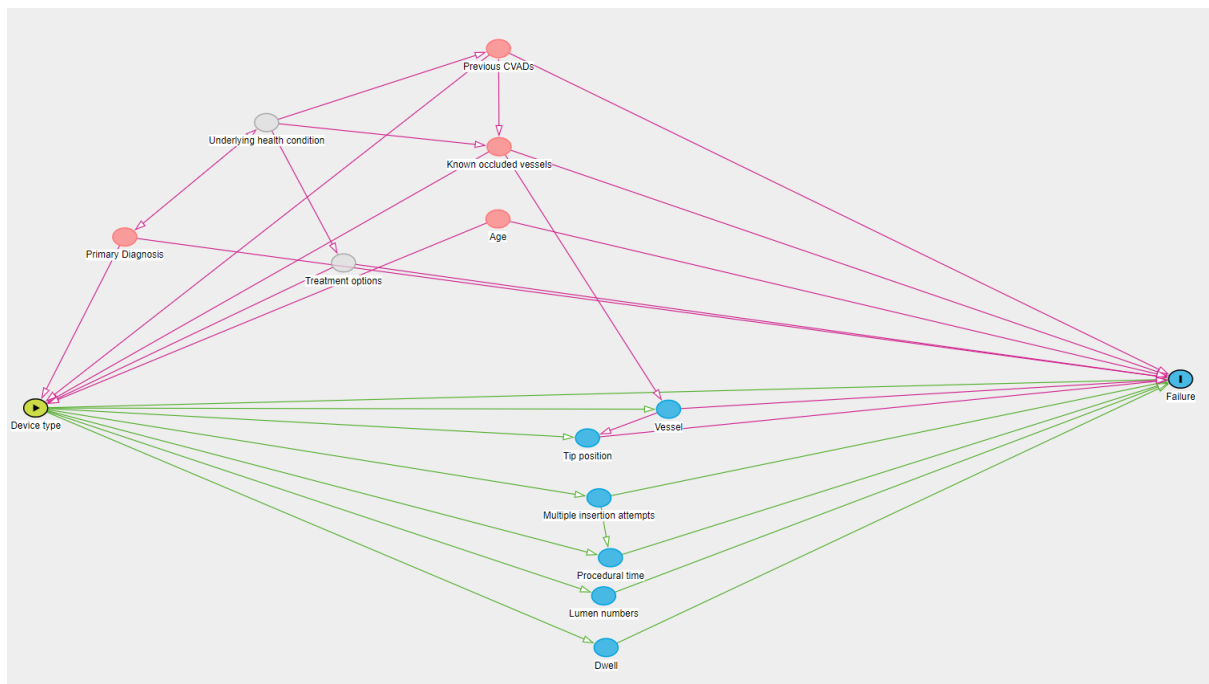 Previous CVADs
Underlying health condition
Known occluded vessels
Age
Primary Diagnosis
Treatment options
Failure
Device type
Vessel
Tip position
Multiple insertion attempts
Procedural time
Lumen numbers
Dwell